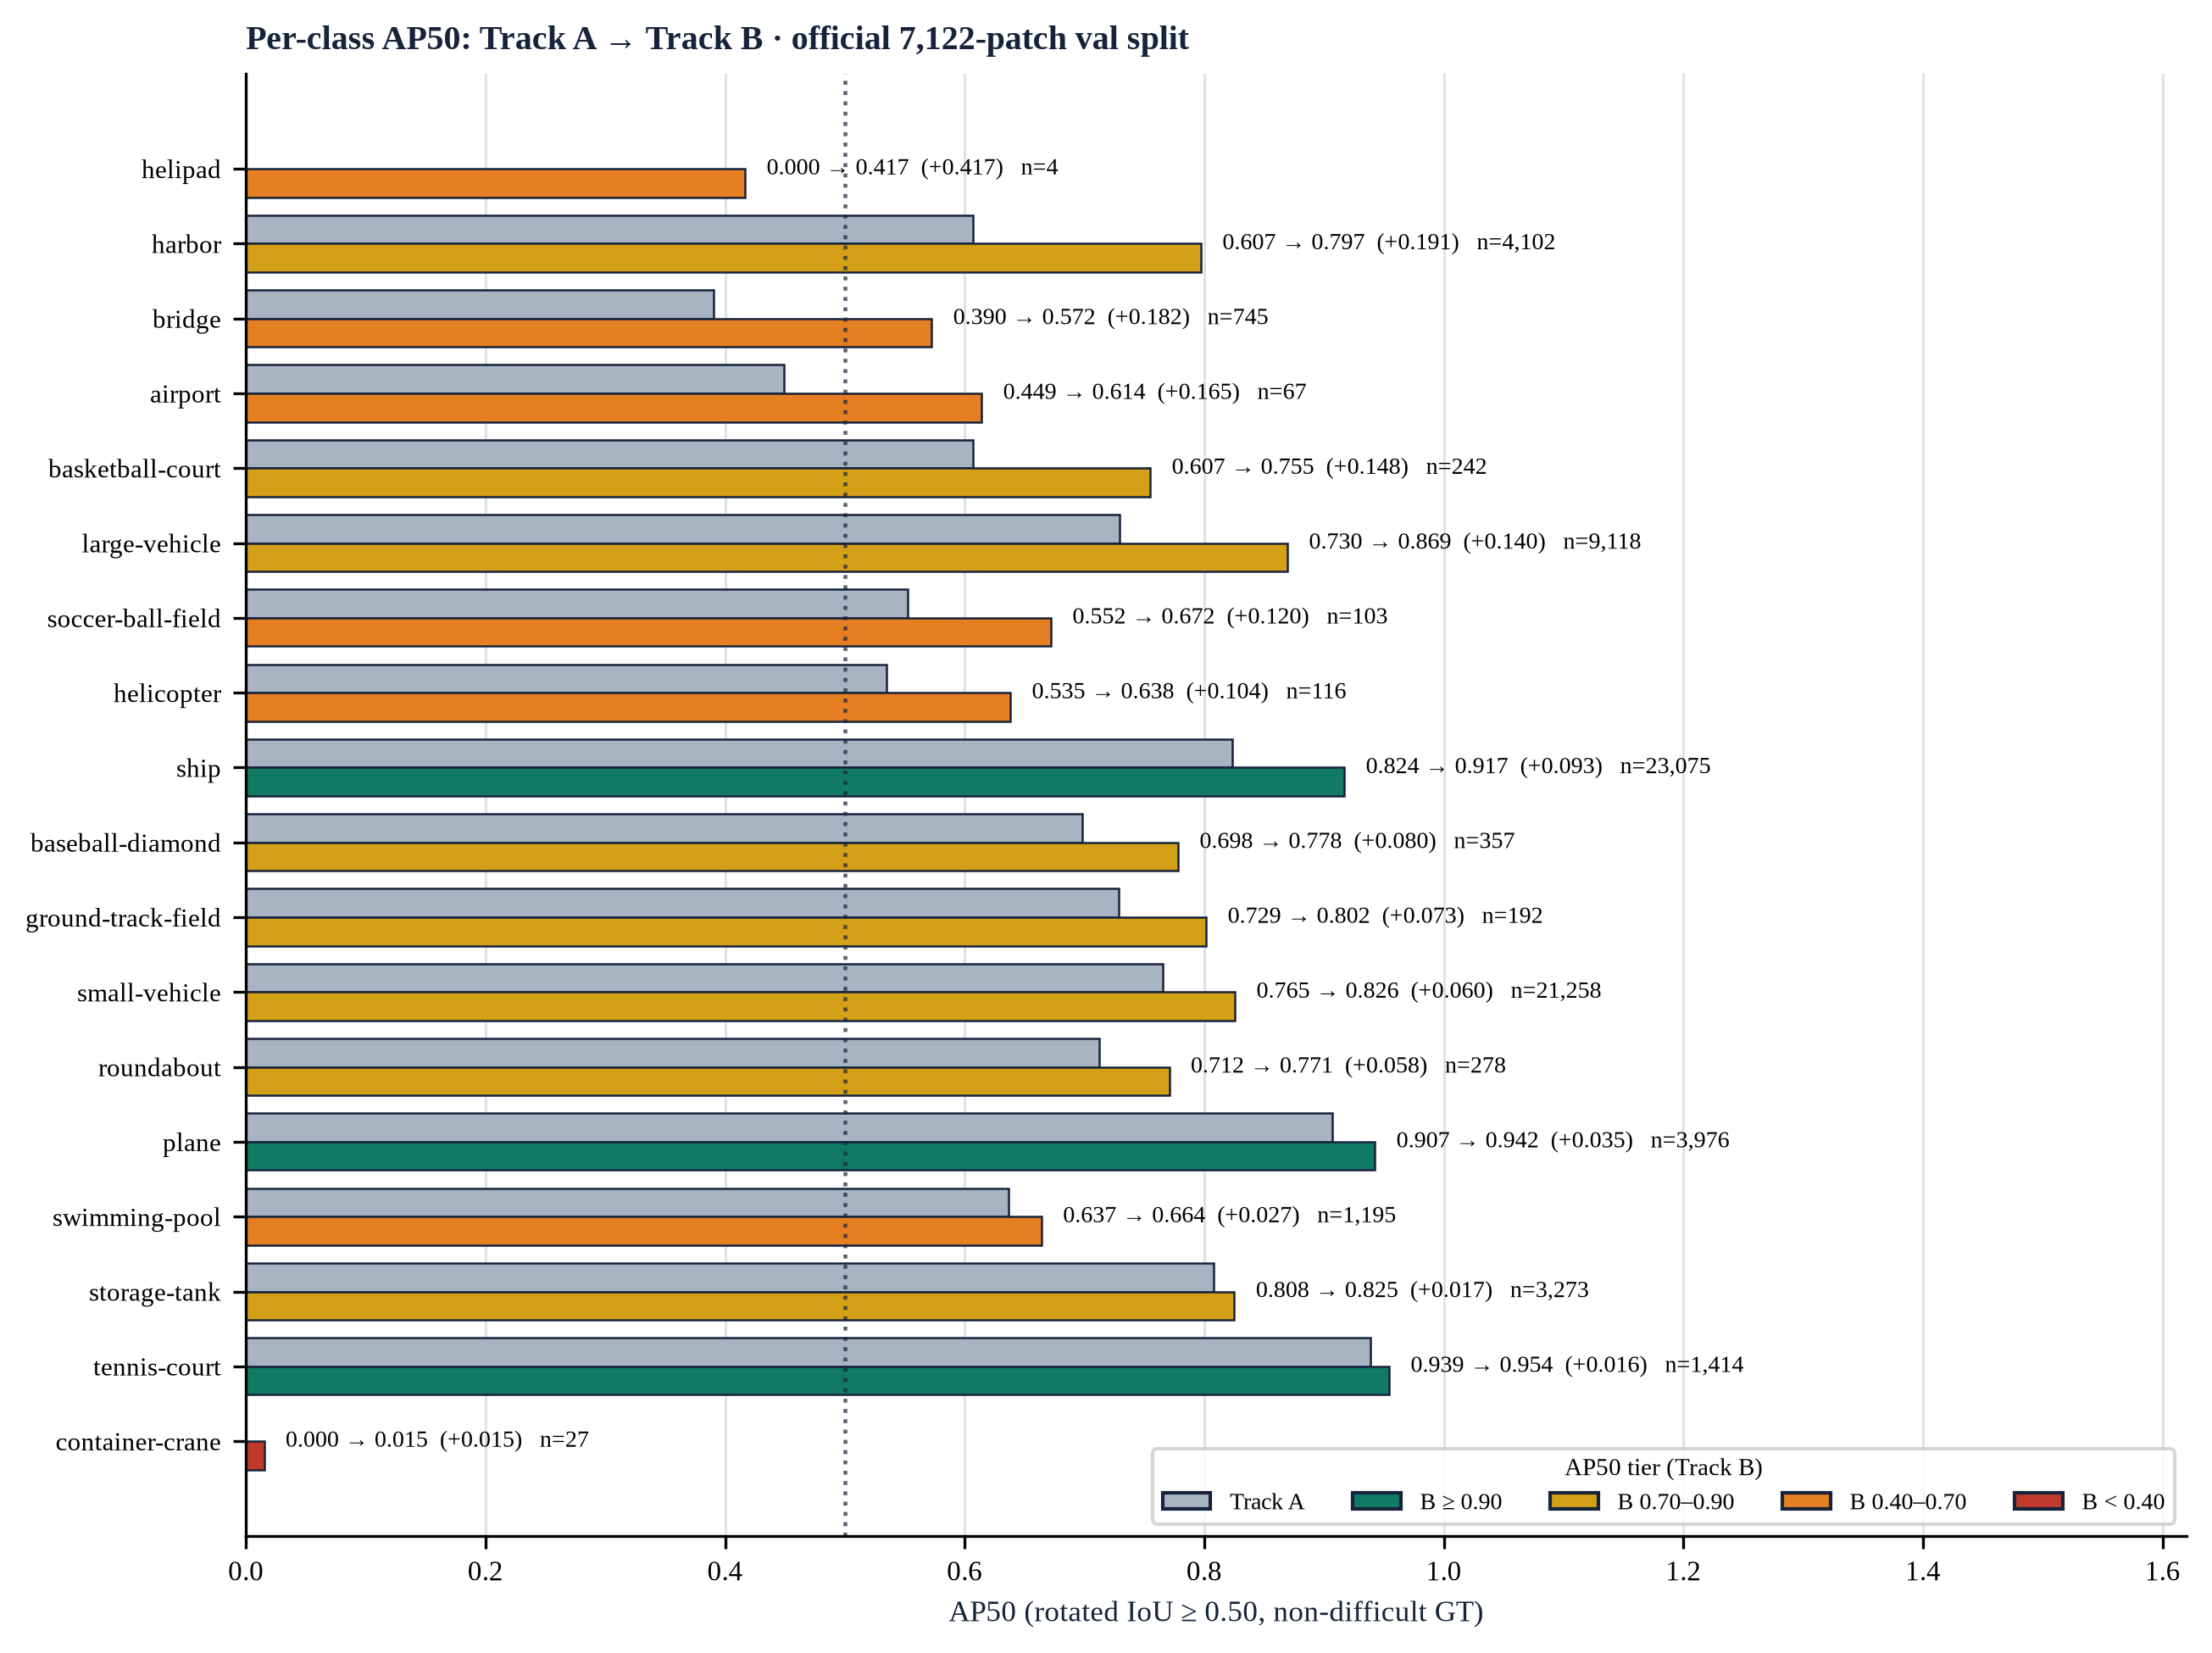 Per-class AP50: Track A → Track B · official 7,122-patch val split
helipad 0.000 → 0.417 (+0.417) n=4
harbor 0.607 → 0.797 (+0.191) n=4,102
bridge 0.390 → 0.572 (+0.182) n=745
airport 0.449 → 0.614 (+0.165) n=67
basketball-court 0.607 → 0.755 (+0.148) n=242
large-vehicle 0.730 → 0.869 (+0.140) n=9,118
soccer-ball-field 0.552 → 0.672 (+0.120) n=103
helicopter 0.535 → 0.638 (+0.104) n=116
ship 0.824 → 0.917 (+0.093) n=23,075
baseball-diamond 0.698 → 0.778 (+0.080) n=357
ground-track-field 0.729 → 0.802 (+0.073) n=192
small-vehicle 0.765 → 0.826 (+0.060) n=21,258
roundabout 0.712 → 0.771 (+0.058) n=278
plane 0.907 → 0.942 (+0.035) n=3,976
swimming-pool 0.637 → 0.664 (+0.027) n=1,195
storage-tank 0.808 → 0.825 (+0.017) n=3,273
tennis-court 0.939 → 0.954 (+0.016) n=1,414
container-crane 0.000 → 0.015 (+0.015) n=27
AP50 tier (Track B)
Track A B ≥ 0.90 B 0.70–0.90 B 0.40–0.70 B < 0.40
0.0 0.2 0.4 0.6 0.8 1.0 1.2 1.4 1.6
AP50 (rotated IoU ≥ 0.50, non-difficult GT)